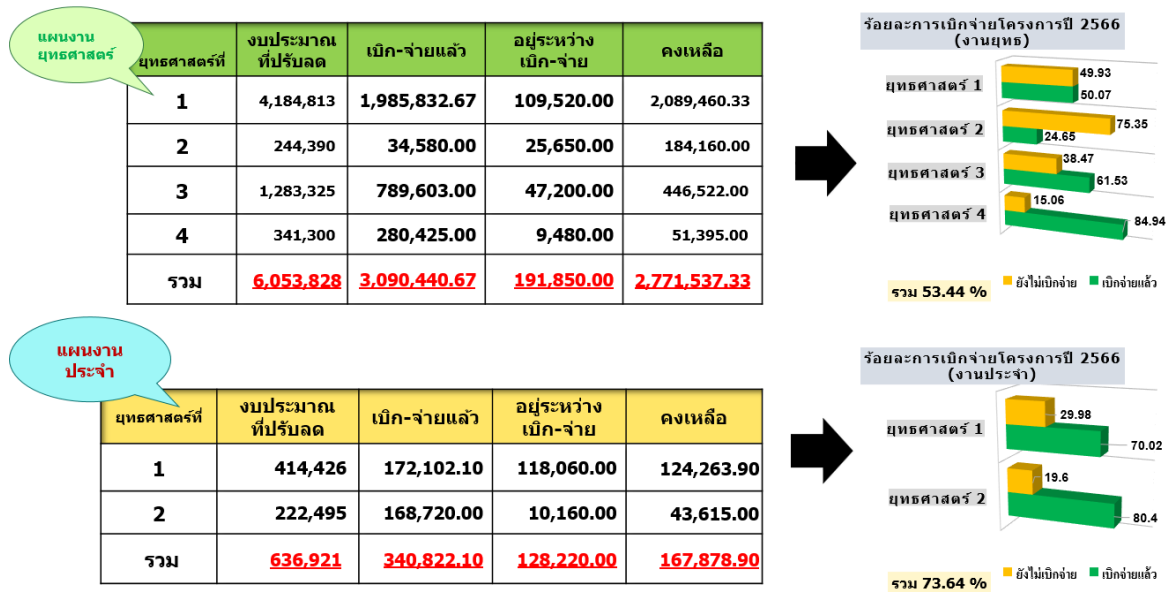 แผนงาน
ยุทธศาสตร์
ยุทธศาสตร์ที่ งบประมาณ ที่ปรับลด เบิก-จ่ายแล้ว อยู่ระหว่าง เบิก-จ่าย คงเหลือ
1 4,184,813 1,985,832.67 109,520.00 2,089,460.33
2 244,390 34,580.00 25,650.00 184,160.00
3 1,283,325 789,603.00 47,200.00 446,522.00
4 341,300 280,425.00 9,480.00 51,395.00
รวม 6,053,828 3,090,440.67 191,850.00 2,771,537.33
ร้อยละการเบิกจ่ายโครงการปี 2566
(งานยุทธ)
ยุทธศาสตร์ 1 49.93
50.07
ยุทธศาสตร์ 2 75.35
24.65
ยุทธศาสตร์ 3 38.47
61.53
ยุทธศาสตร์ 4 15.06
84.94
รวม 53.44 % ยังไม่เบิกจ่าย เบิกจ่ายแล้ว
แผนงาน
ประจำ
ยุทธศาสตร์ที่ งบประมาณ ที่ปรับลด เบิก-จ่ายแล้ว อยู่ระหว่าง เบิก-จ่าย คงเหลือ
1 414,426 172,102.10 118,060.00 124,263.90
2 222,495 168,720.00 10,160.00 43,615.00
รวม 636,921 340,822.10 128,220.00 167,878.90
ร้อยละการเบิกจ่ายโครงการปี 2566
(งานประจำ)
ยุทธศาสตร์ 1 29.98
70.02
ยุทธศาสตร์ 2 19.6
80.4
รวม 73.64 % ยังไม่เบิกจ่าย เบิกจ่ายแล้ว